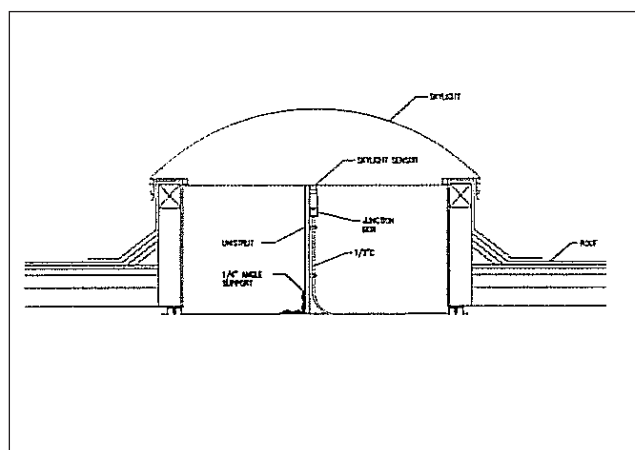 SKYLIGHT
SKYLIGHT SENSOR
JUNCTION
BOX
UNISTRUT
ROOF
1/2"C
1/4" ANGLE
SUPPORT